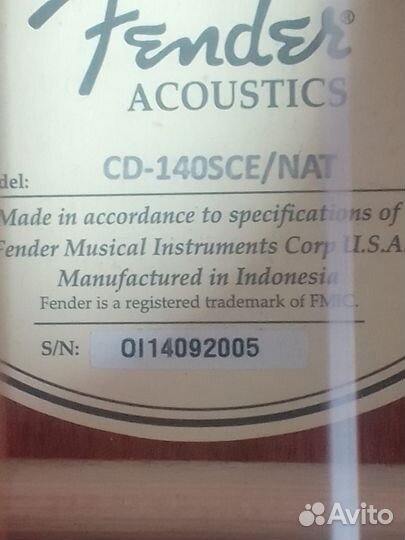 Fender®
ACOUSTICS
del: CD-140SCE/NAT
Made in accordance to specifications of
Fender Musical Instruments Corp U.S.A.
Manufactured in Indonesia
Fender is a registered trademark of FMIC.
S/N: OI14092005
Avito